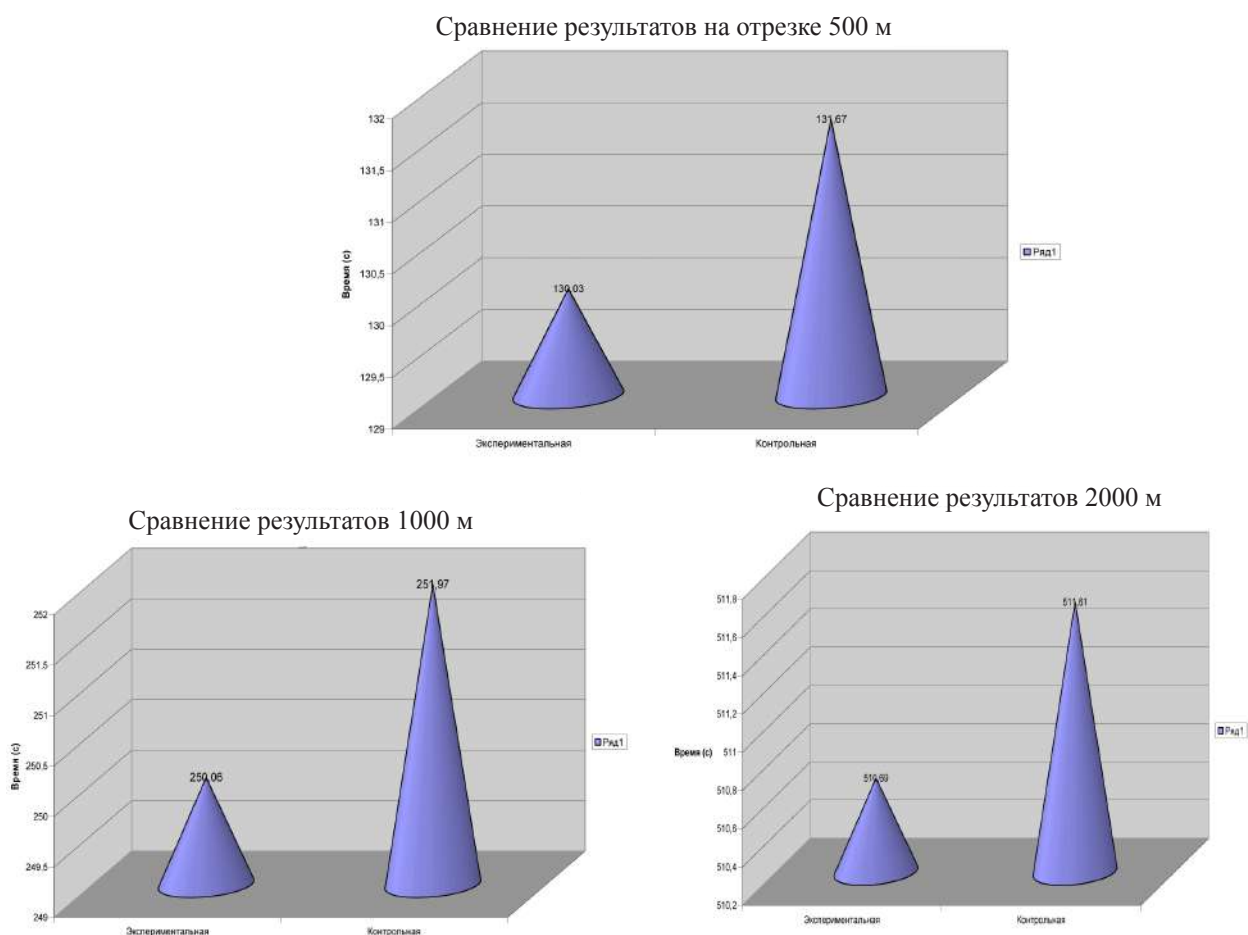 Сравнение результатов на отрезке 500 м
132
131,5
131
130,5
130
129,5
129
Время (с)
130,03
131,67
Экспериментальная
Контрольная
Ряд1
Сравнение результатов 1000 м
252
251,5
251
250,5
250
249,5
249
Время (с)
250,06
251,97
Экспериментальная
Контрольная
Ряд1
Сравнение результатов 2000 м
511,8
511,6
511,4
511,2
511
510,8
510,6
510,4
510,2
Время (с)
510,69
511,61
Экспериментальная
Контрольная
Ряд1